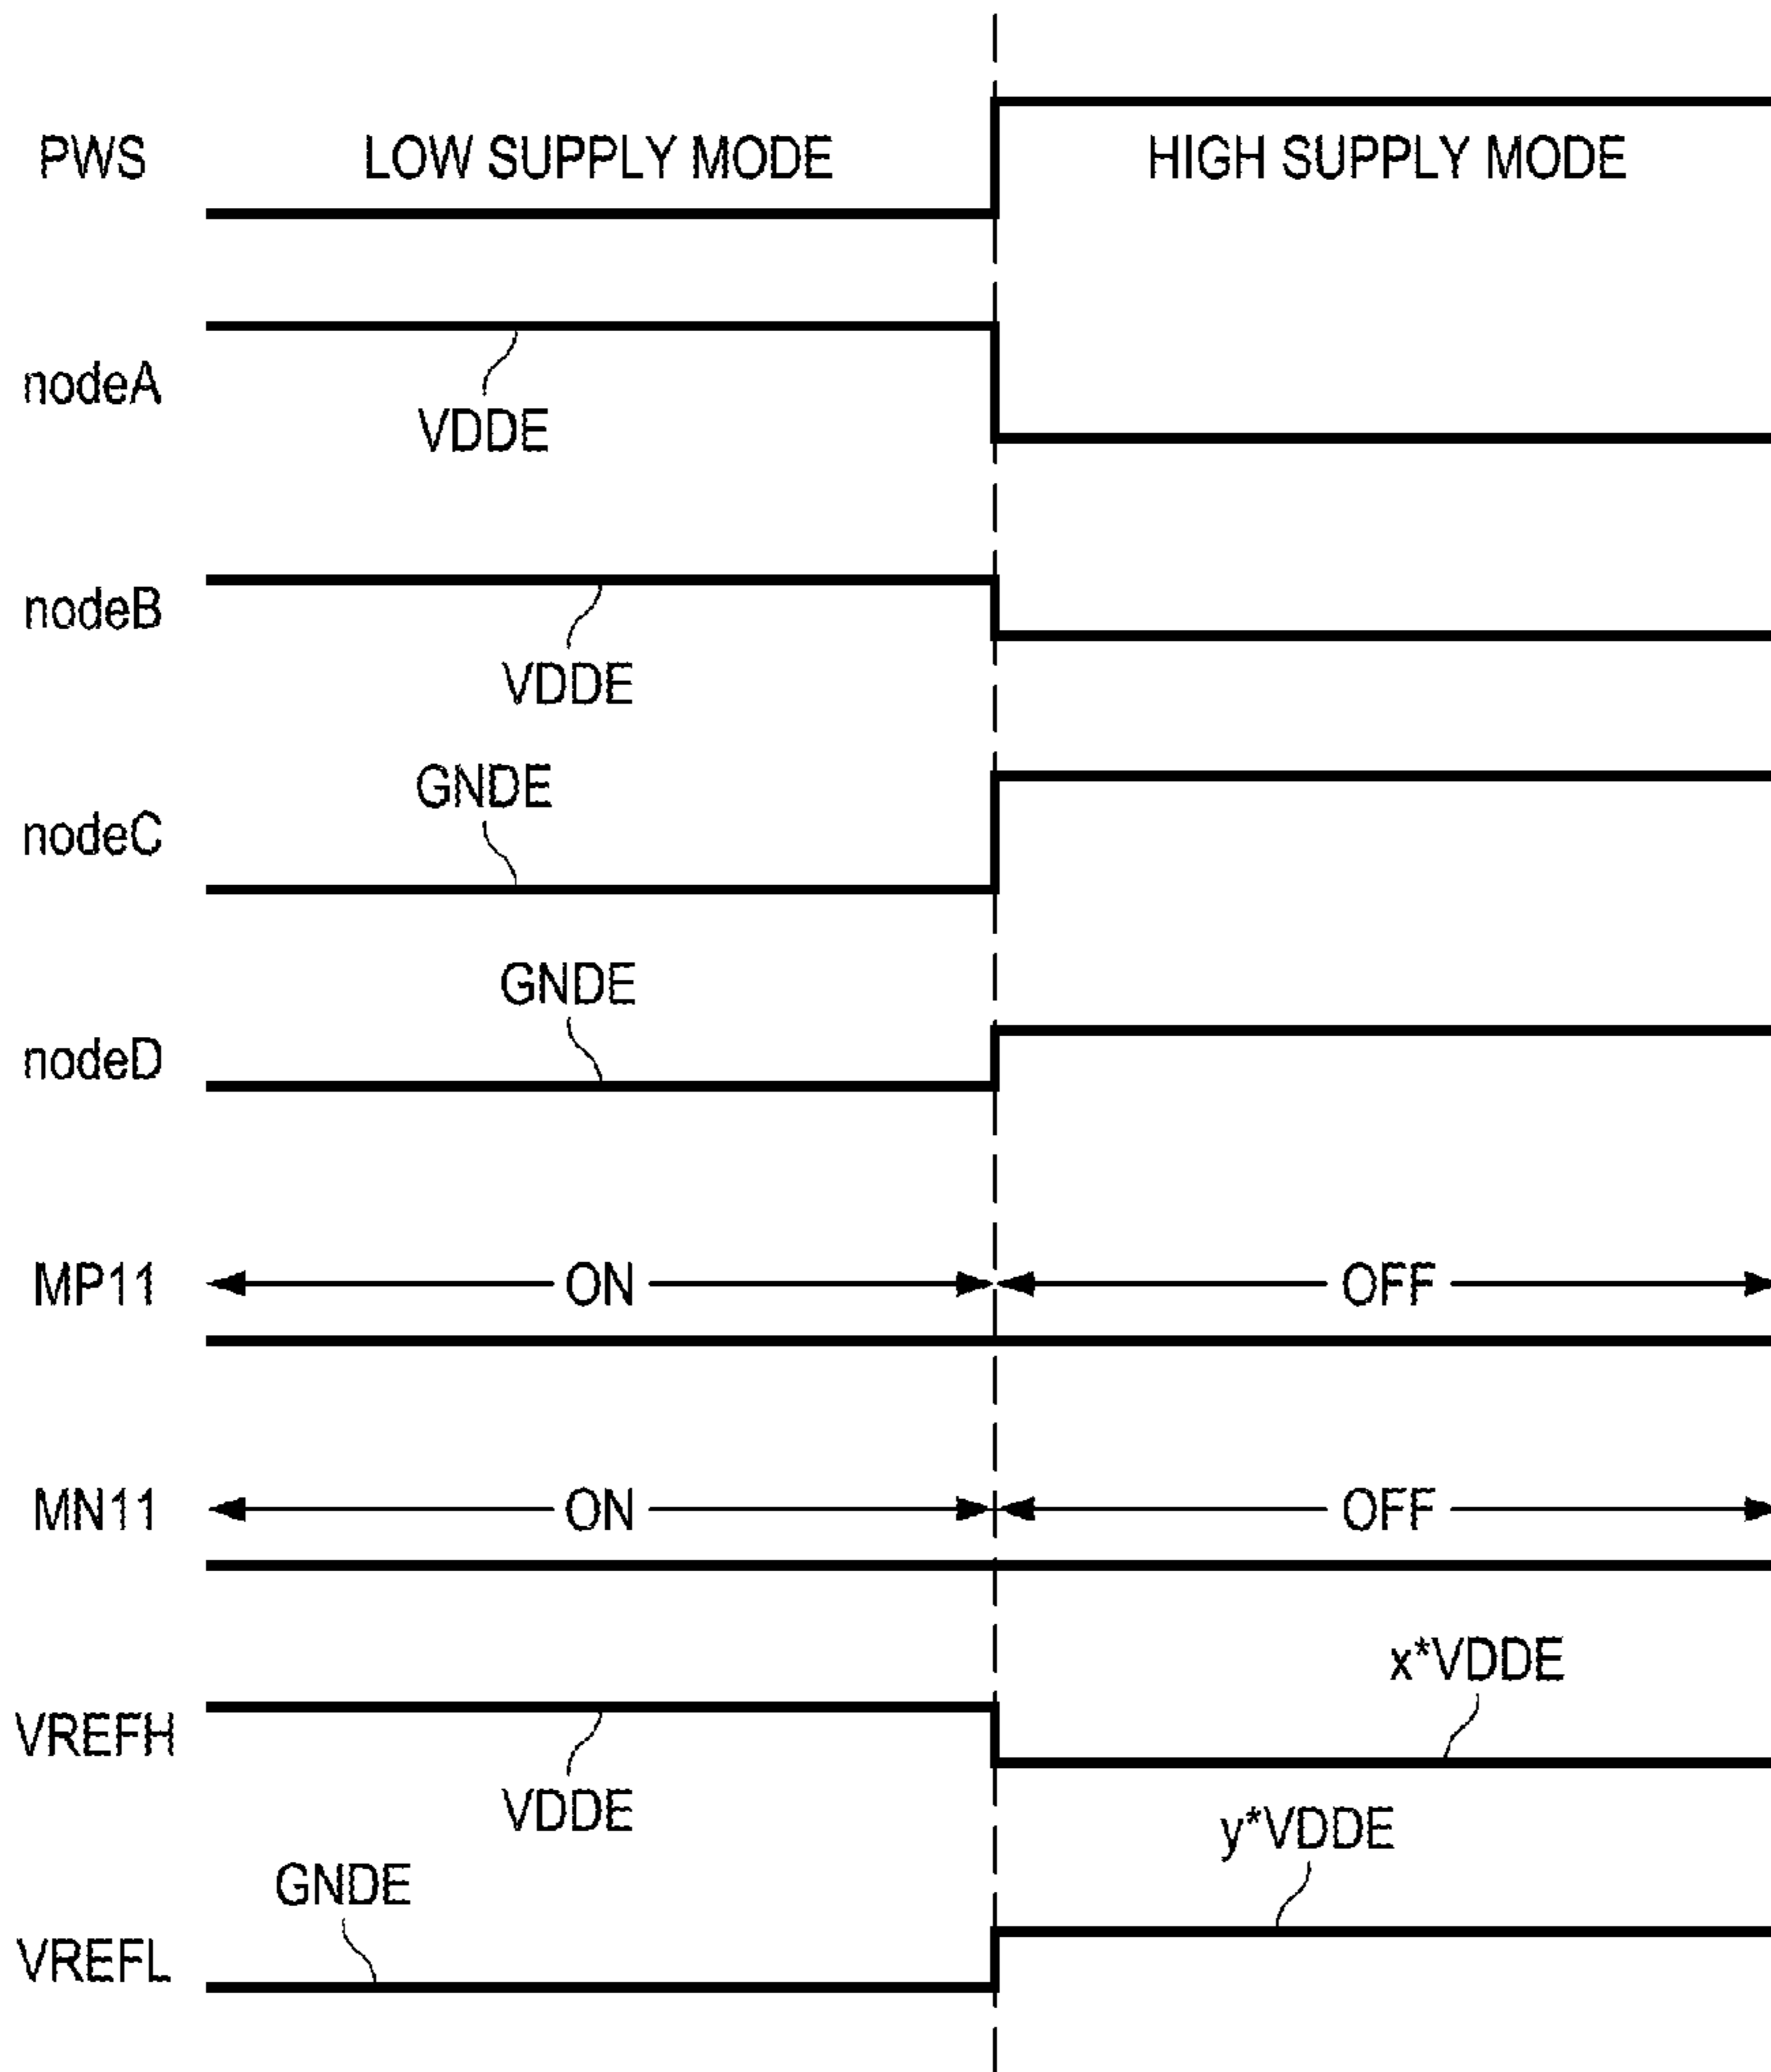 PWS LOW SUPPLY MODE HIGH SUPPLY MODE
nodeA
VDDE
nodeB
VDDE
GNDE
nodeC
GNDE
nodeD
MP11 ON OFF
MN11 ON OFF
x*VDDE
VREFH
VDDE
y*VDDE
GNDE
VREFL